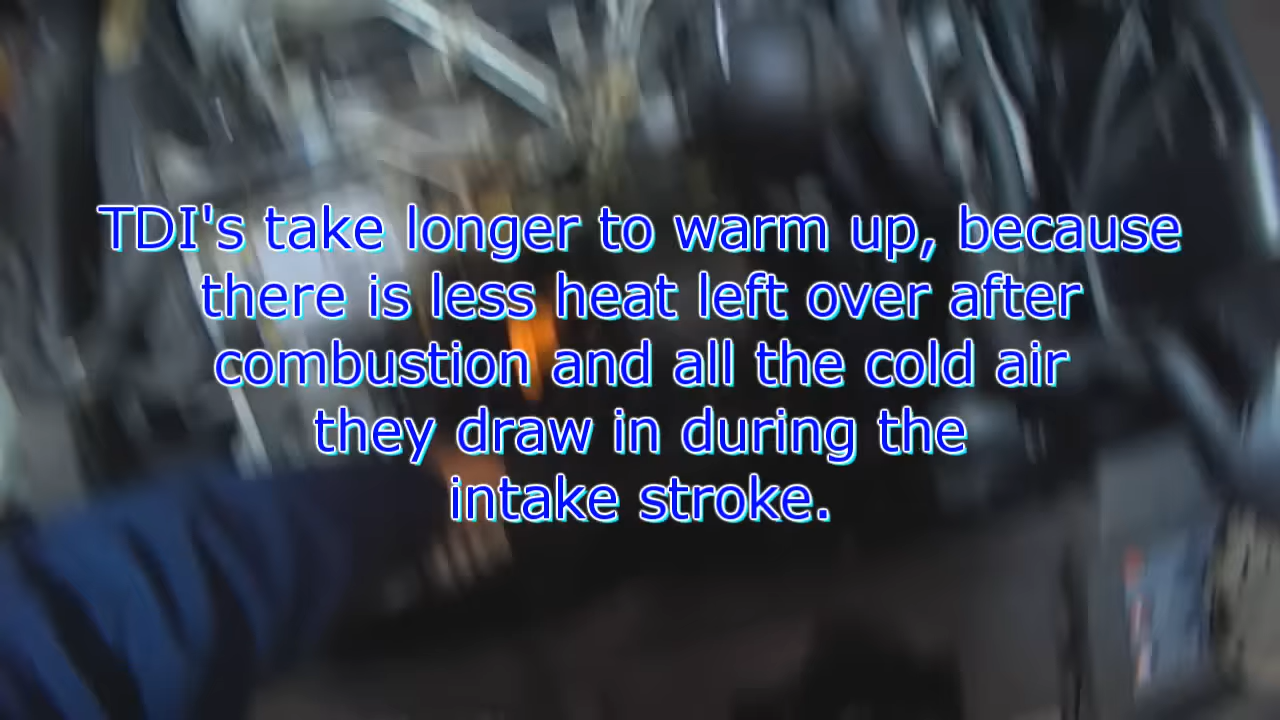 TDI's take longer to warm up, because
there is less heat left over after
combustion and all the cold air
they draw in during the
intake stroke.